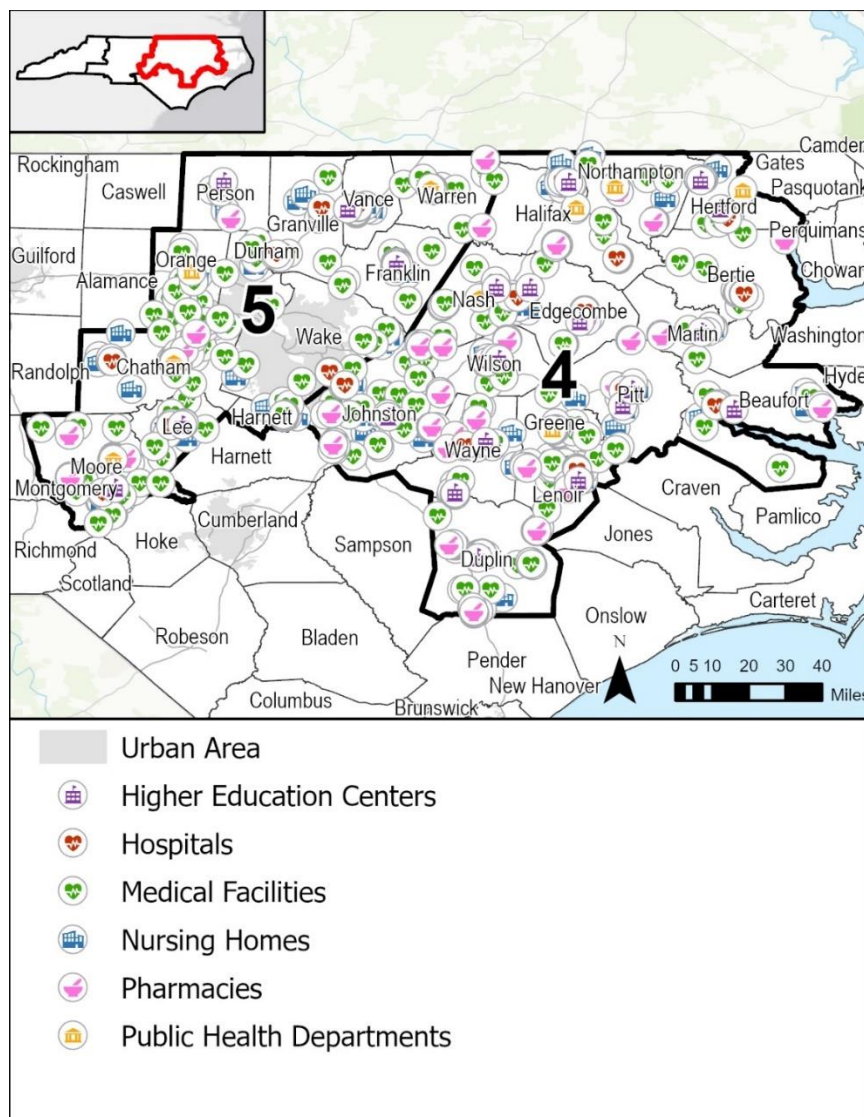 Camden
Rockingham
Caswell
Person
Granville
Vance
Warren
Northampton
Gates
Pasquotank
Halifax
Hertford
Perquimans
Guilford
Alamance
Orange
Durham
Franklin
Bertie
Chowan
5
Nash
Edgecombe
Wake
Martin
Washington
Randolph
Chatham
Wilson
4
Hyde
Pitt
Beaufort
Lee
Harnett
Johnston
Greene
Moore
Harnett
Wayne
Montgomery
Lenoir
Craven
Cumberland
Pamlico
Richmond
Hoke
Sampson
Jones
Scotland
Duplin
Carteret
Robeson
Bladen
Onslow
N
0 5 10 20 30 40
Miles
Pender
New Hanover
Columbus
Brunswick
Urban Area
Higher Education Centers
Hospitals
Medical Facilities
Nursing Homes
Pharmacies
Public Health Departments